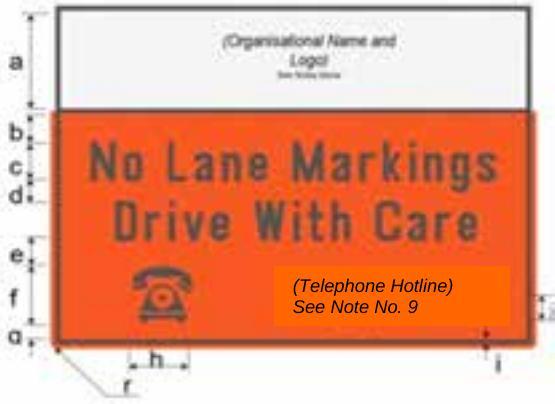 (Organisational Name and
Logo)
a
b
No Lane Markings
c
d
Drive With Care
e
(Telephone Hotline)
f
See Note No. 9
g
h
i
r